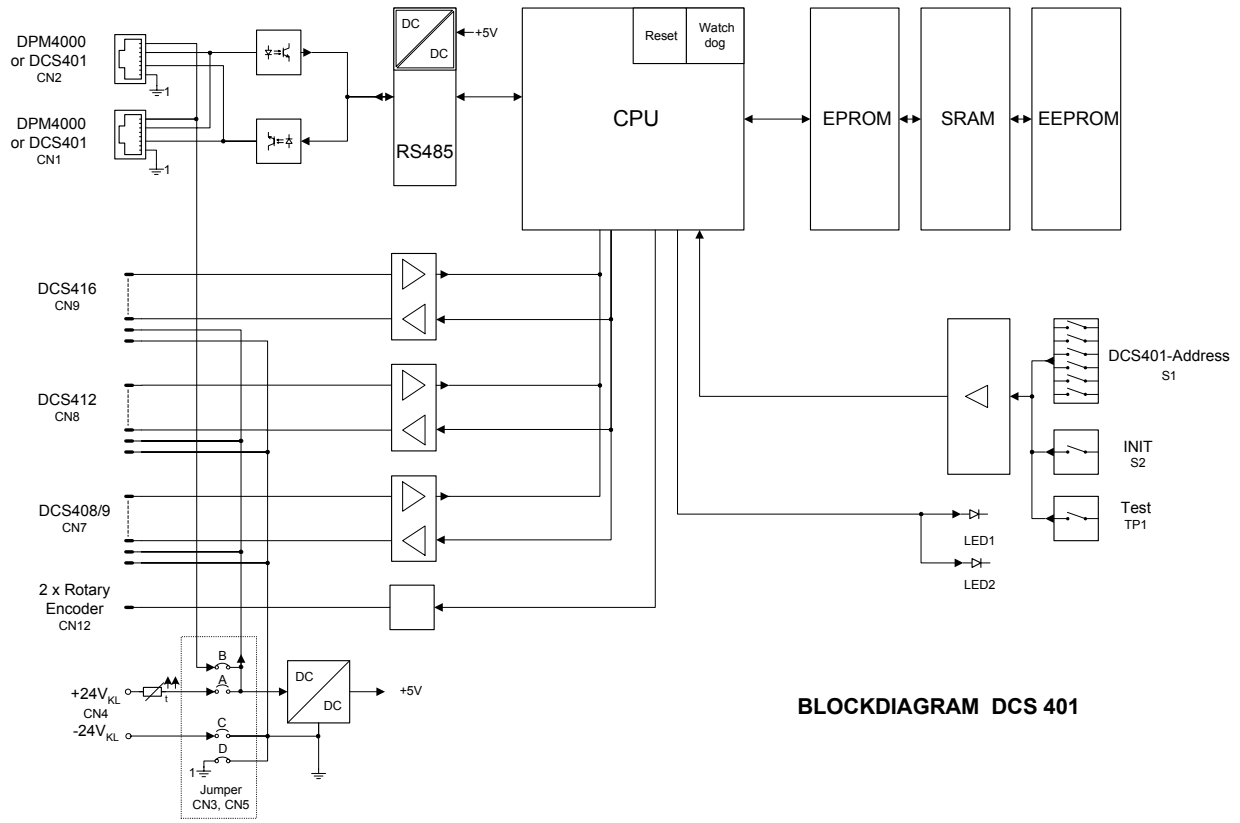 DPM4000
or DCS401
CN2
1
DPM4000
or DCS401
CN1
1
DC
DC
+5V
RS485
CPU
Reset
Watch
dog
EPROM
SRAM
EEPROM
DCS416
CN9
DCS412
CN8
DCS408/9
CN7
2 x Rotary
Encoder
CN12
DCS401-Address
S1
INIT
S2
Test
TP1
LED1
LED2
B
A
+24VKL
t
CN4
-24VKL
C
D
1
Jumper
CN3, CN5
DC
DC
+5V
BLOCKDIAGRAM DCS 401